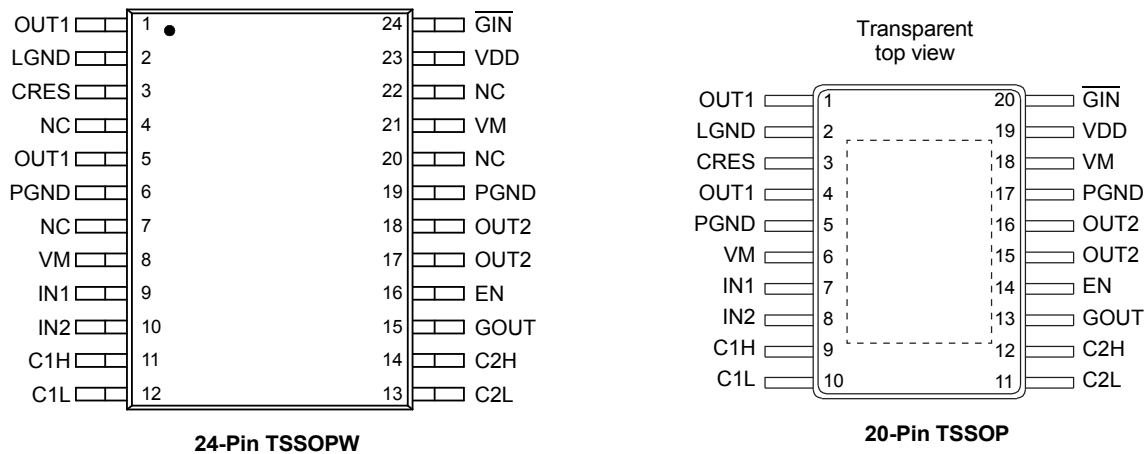 OUT1 1 24 GIN
LGND 2 23 VDD
CRES 3 22 NC
NC 4 21 VM
OUT1 5 20 NC
PGND 6 19 PGND
NC 7 18 OUT2
VM 8 17 OUT2
IN1 9 16 EN
IN2 10 15 GOUT
C1H 11 14 C2H
C1L 12 13 C2L
24-Pin TSSOPW
Transparent
top view
OUT1 1 20 GIN
LGND 2 19 VDD
CRES 3 18 VM
OUT1 4 17 PGND
PGND 5 16 OUT2
VM 6 15 OUT2
IN1 7 14 EN
IN2 8 13 GOUT
C1H 9 12 C2H
C1L 10 11 C2L
20-Pin TSSOP